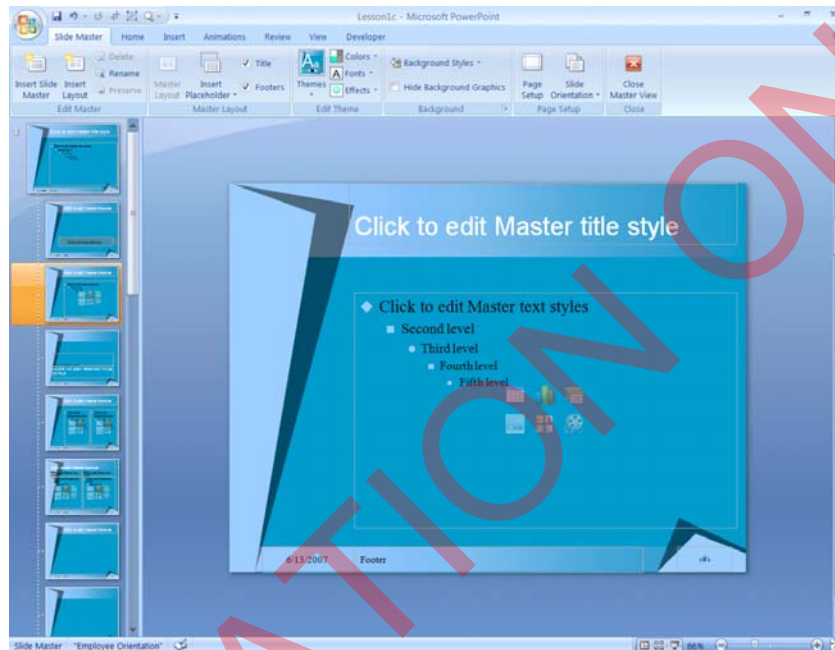 Lesson1c - Microsoft PowerPoint
Slide Master Home Insert Animations Review View Developer
Insert Slide Master
Insert Layout
Delete
Rename
Preserve
Edit Master
Master Layout
Insert Placeholder
Title
Footers
Master Layout
Themes
Colors
Fonts
Effects
Edit Theme
Background Styles
Hide Background Graphics
Background
Page Setup
Slide Orientation
Page Setup
Close Master View
Close
Click to edit Master title style
Click to edit Master text styles
Second level
Third level
Fourth level
Fifth level
6/13/2007 Footer ‹#›
Slide Master "Employee Orientation" 66%
ATION ON